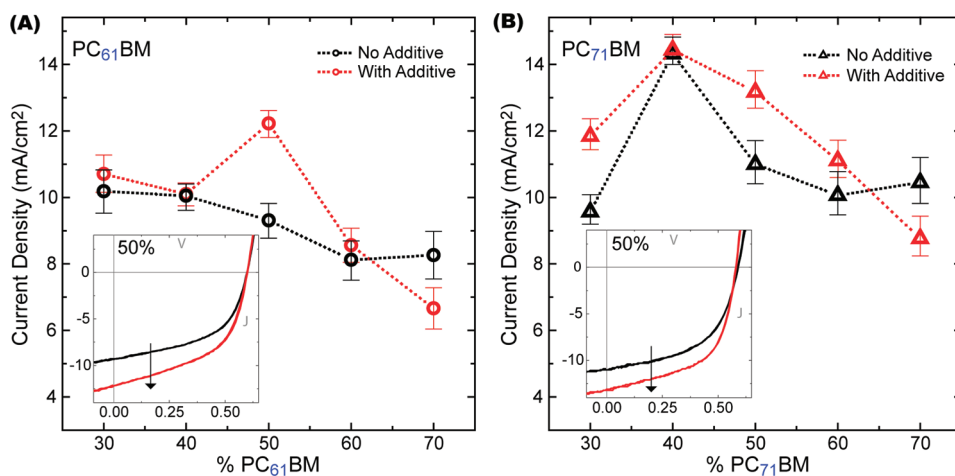 (A)
PC61BM
No Additive
With Additive
Current Density (mA/cm2)
14
12
10
8
6
4
30 40 50 60 70
% PC61BM
50%
V
J
0
-5
-10
0.00 0.25 0.50
(B)
PC71BM
No Additive
With Additive
Current Density (mA/cm2)
14
12
10
8
6
4
30 40 50 60 70
% PC71BM
50%
V
J
0
-5
-10
0.00 0.25 0.50